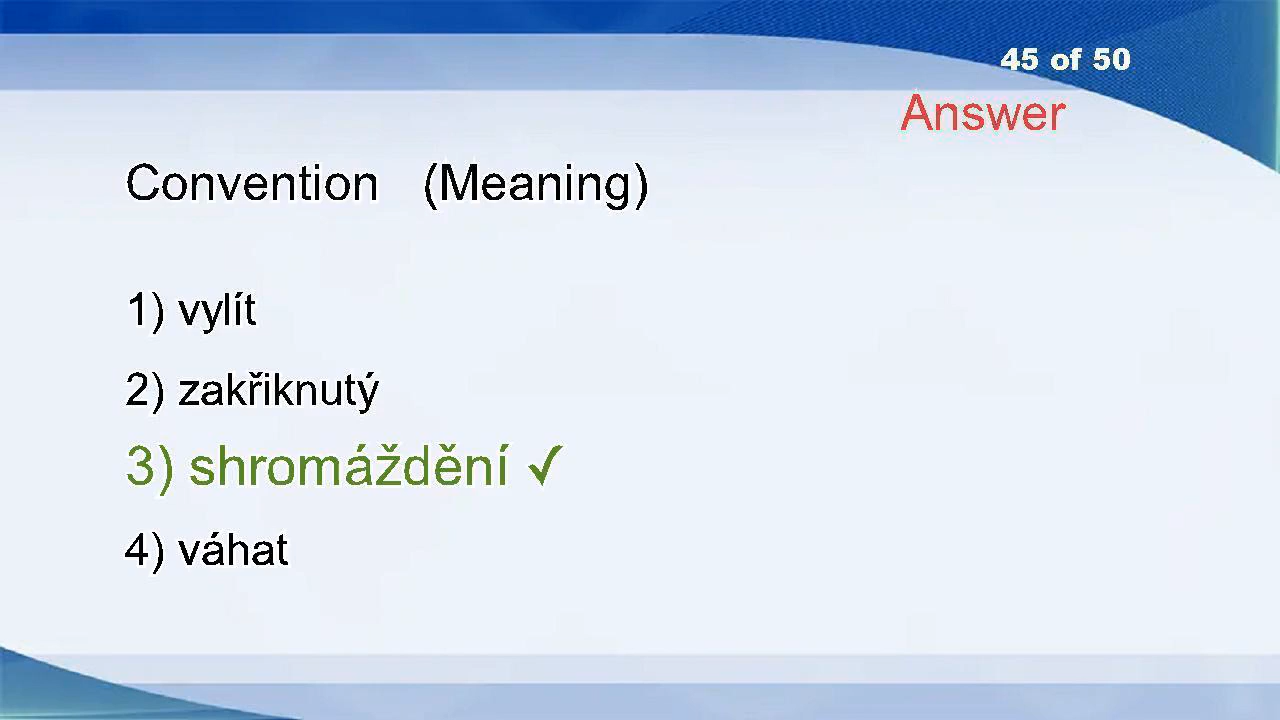 45 of 50
Answer
Convention (Meaning)
1) vylít
2) zakřiknutý
3) shromáždění ✓
4) váhat